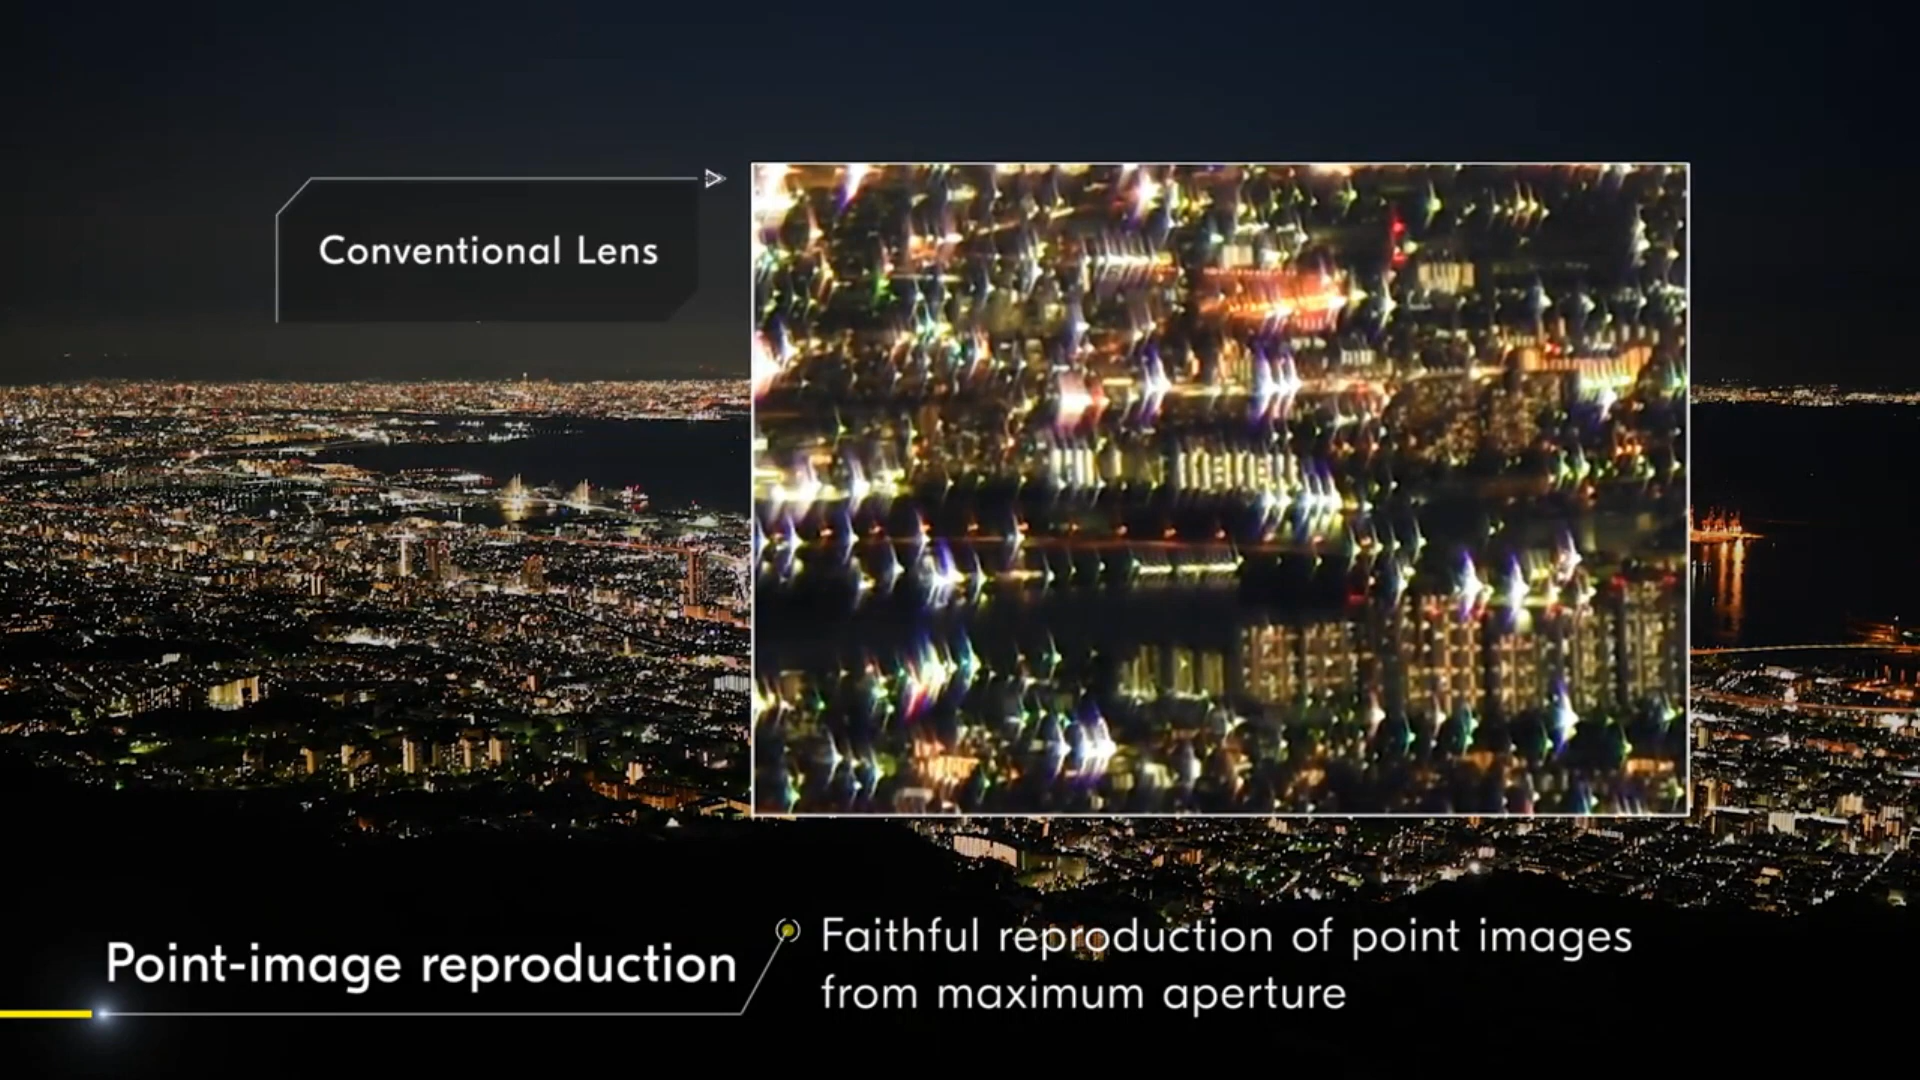 Conventional Lens
Point-image reproduction
Faithful reproduction of point images
from maximum aperture